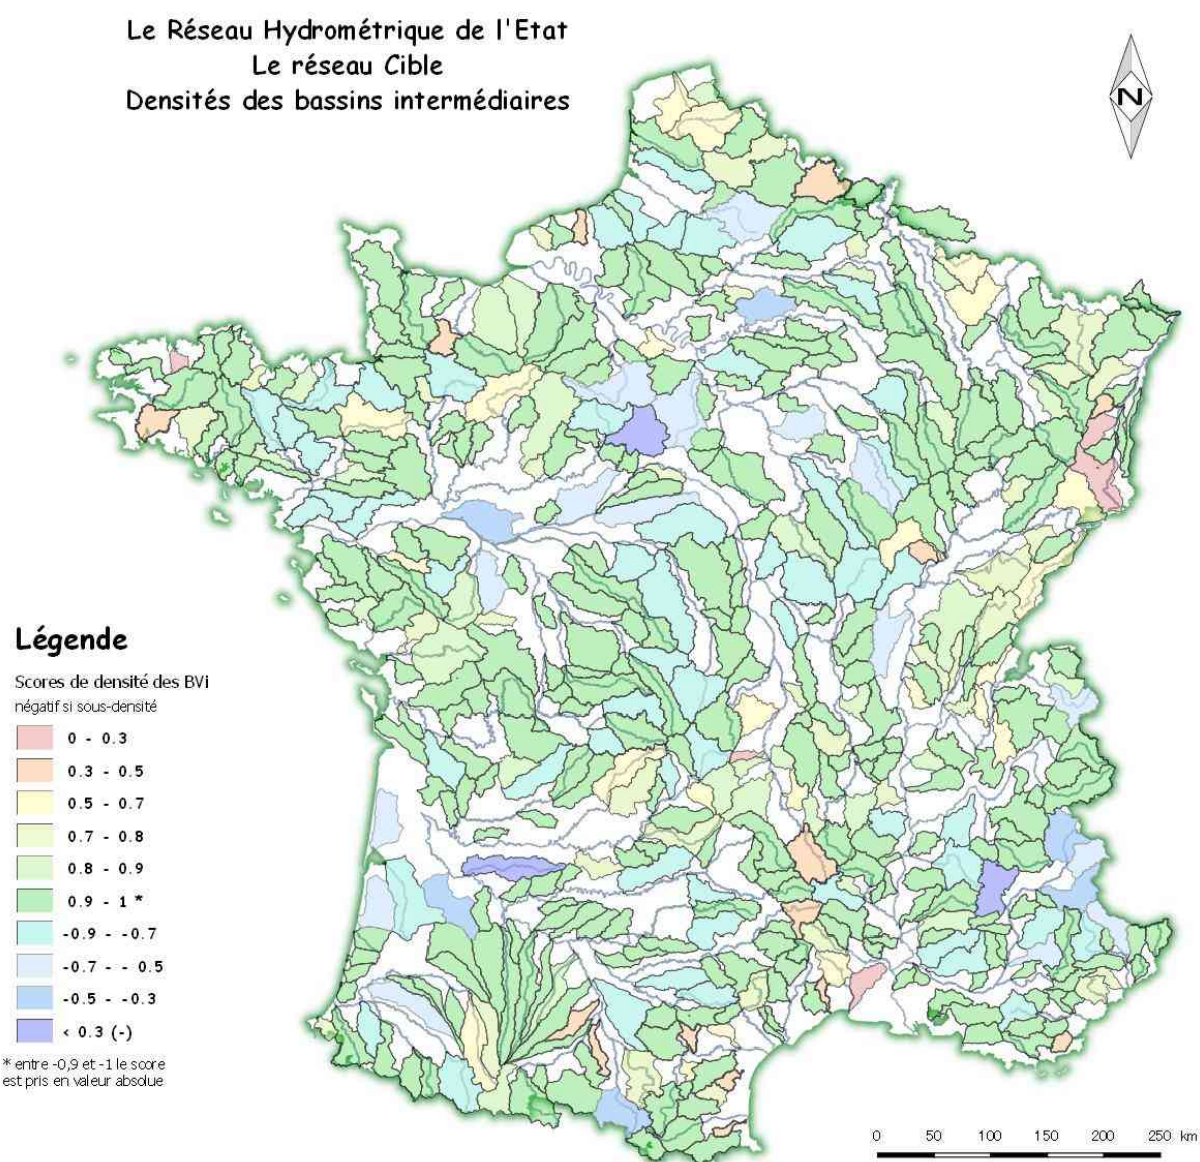 Le Réseau Hydrométrique de l'Etat
Le réseau Cible
Densités des bassins intermédiaires
N
Légende
Scores de densité des BVi
négatif si sous-densité
0 - 0.3
0.3 - 0.5
0.5 - 0.7
0.7 - 0.8
0.8 - 0.9
0.9 - 1 *
-0.9 - -0.7
-0.7 - - 0.5
-0.5 - -0.3
< 0.3 (-)
* entre -0,9 et -1 le score
est pris en valeur absolue
0 50 100 150 200 250 km